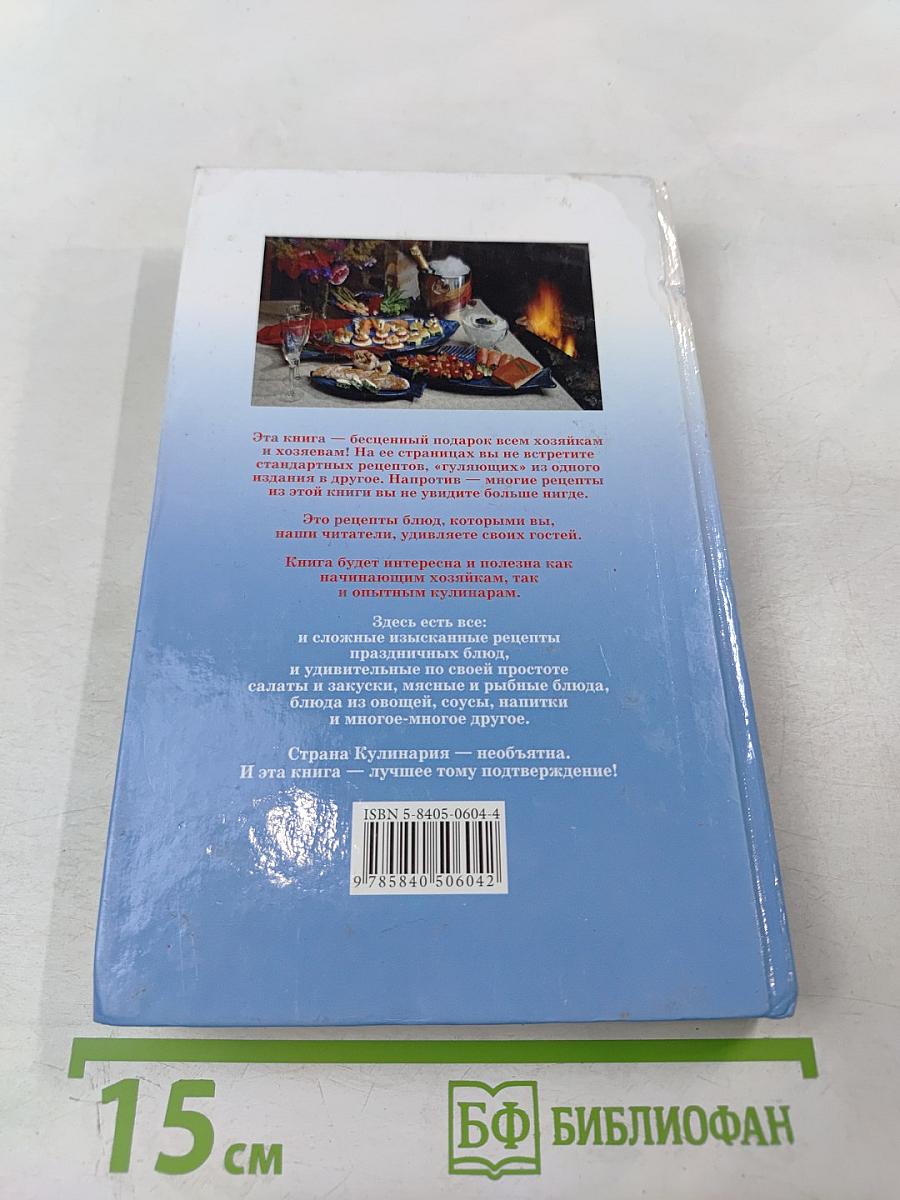 Эта книга — бесценный подарок всем хозяйкам
и хозяевам! На ее страницах вы не встретите
стандартных рецептов, «гуляющих» из одного
издания в другое. Напротив — многие рецепты
из этой книги вы не увидите больше нигде.
Это рецепты блюд, которыми вы,
наши читатели, удивляете своих гостей.
Книга будет интересна и полезна как
начинающим хозяйкам, так
и опытным кулинарам.
Здесь есть все:
и сложные изысканные рецепты
праздничных блюд,
и удивительные по своей простоте
салаты и закуски, мясные и рыбные блюда,
блюда из овощей, соусы, напитки
и многое-многое другое.
Страна Кулинария — необъятна.
И эта книга — лучшее тому подтверждение!
ISBN 5-8405-0604-4
9 785840 506042
15 см
БФ БИБЛИОФАН